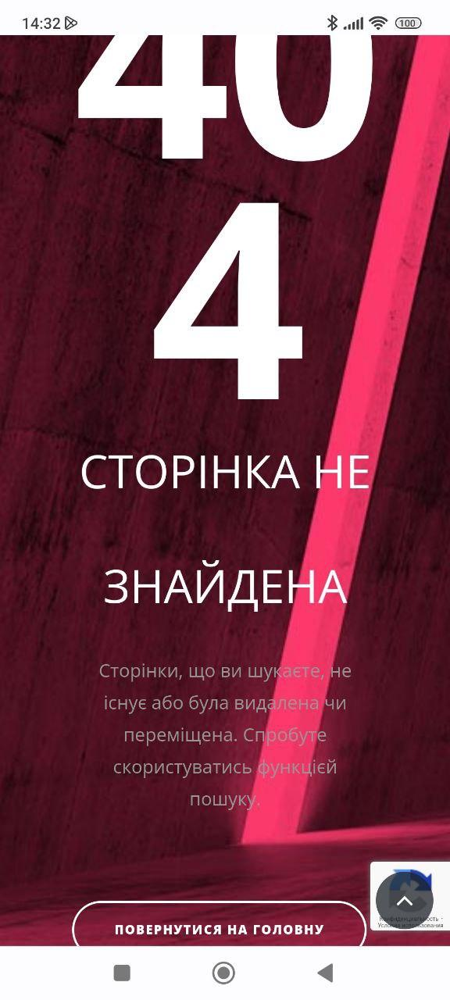 14:32
100
40
4
СТОРІНКА НЕ
ЗНАЙДЕНА
Сторінки, що ви шукаєте, не
існує або була видалена чи
переміщена. Спробуте
скористуватись функцієй
пошуку.
Конфиденциальность -
Условия использования
ПОВЕРНУТИСЯ НА ГОЛОВНУ